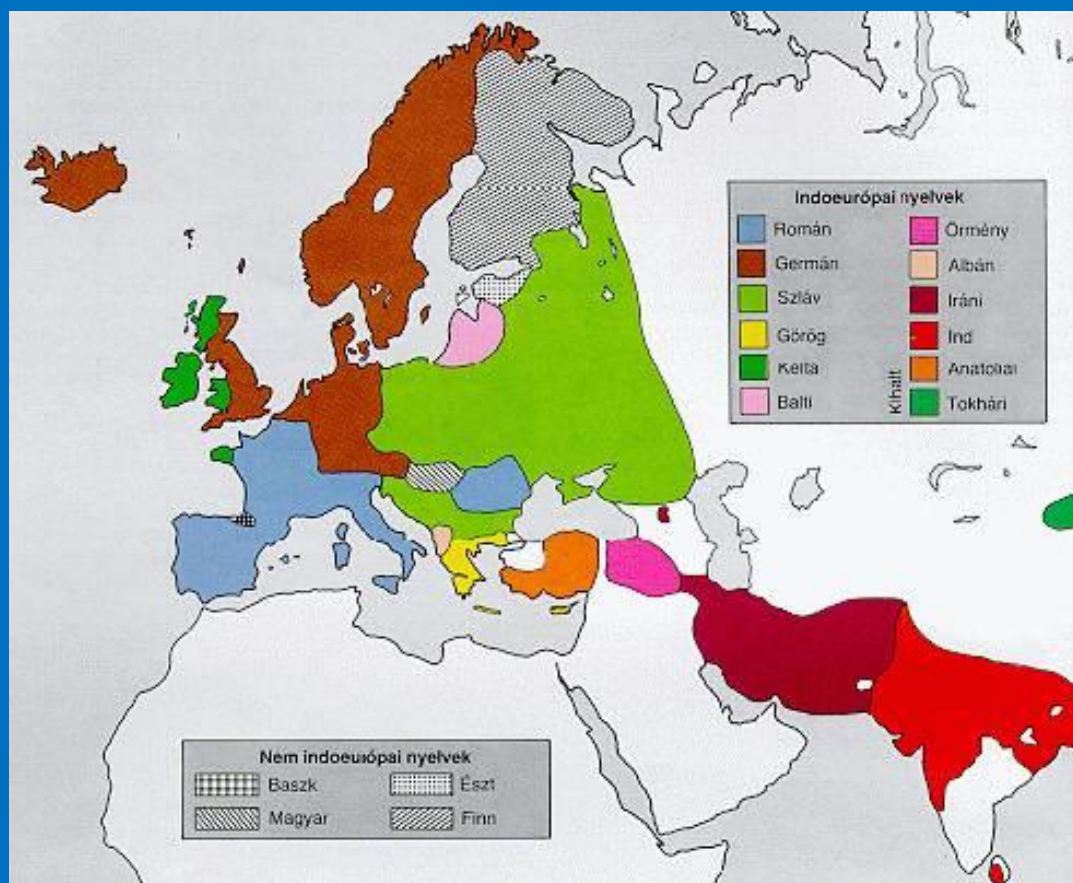 Indoeurópai nyelvek
Román
Germán
Szláv
Görög
Kelta
Balti
Örmény
Albán
Iráni
Ind
Kihalt
Anatóliai
Tokhári
Nem indoeurópai nyelvek
Baszk
Magyar
Észt
Finn